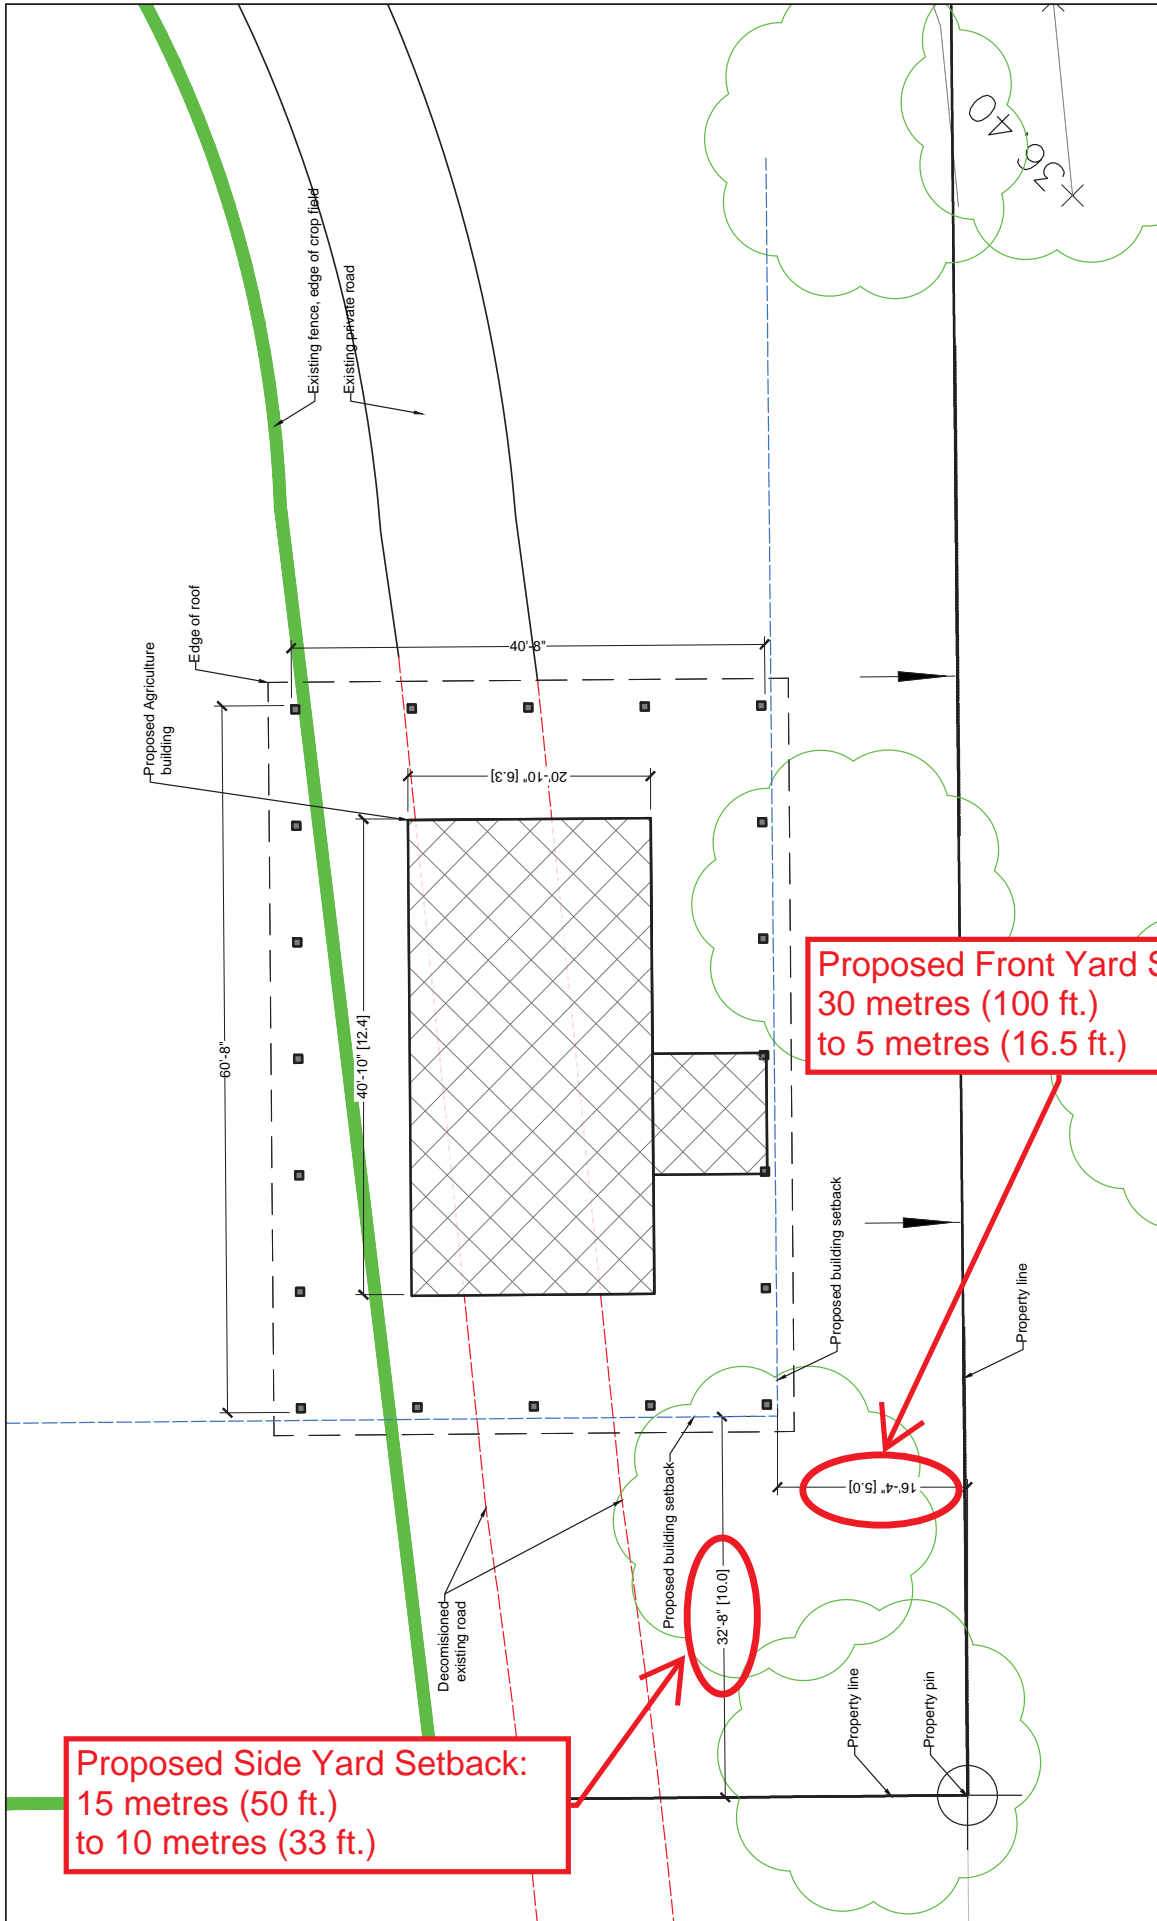 36.40
Existing fence, edge of crop field
Existing private road
Edge of roof
Proposed Agriculture
building
40'-8"
20'-10" [6.3]
60'-8"
40'-10" [12.4]
Proposed Front Yard S
30 metres (100 ft.)
to 5 metres (16.5 ft.)
Proposed building setback
Property line
16'-4" [5.0]
Proposed building setback
32'-8" [10.0]
Decomisioned
existing road
Property line
Property pin
Proposed Side Yard Setback:
15 metres (50 ft.)
to 10 metres (33 ft.)